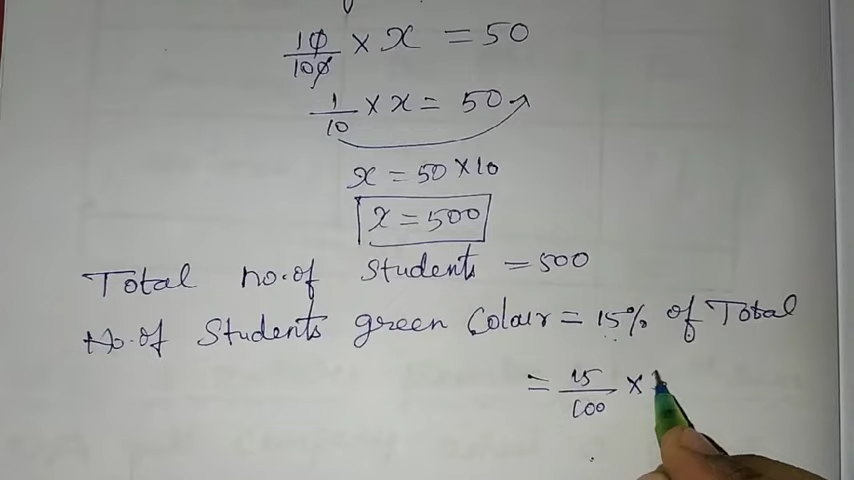 10/100 × x = 50
1/10 × x = 50
x = 50 × 10
x = 500
Total no.of Students = 500
No.of Students green Colour = 15% of Total
= 15/100 ×